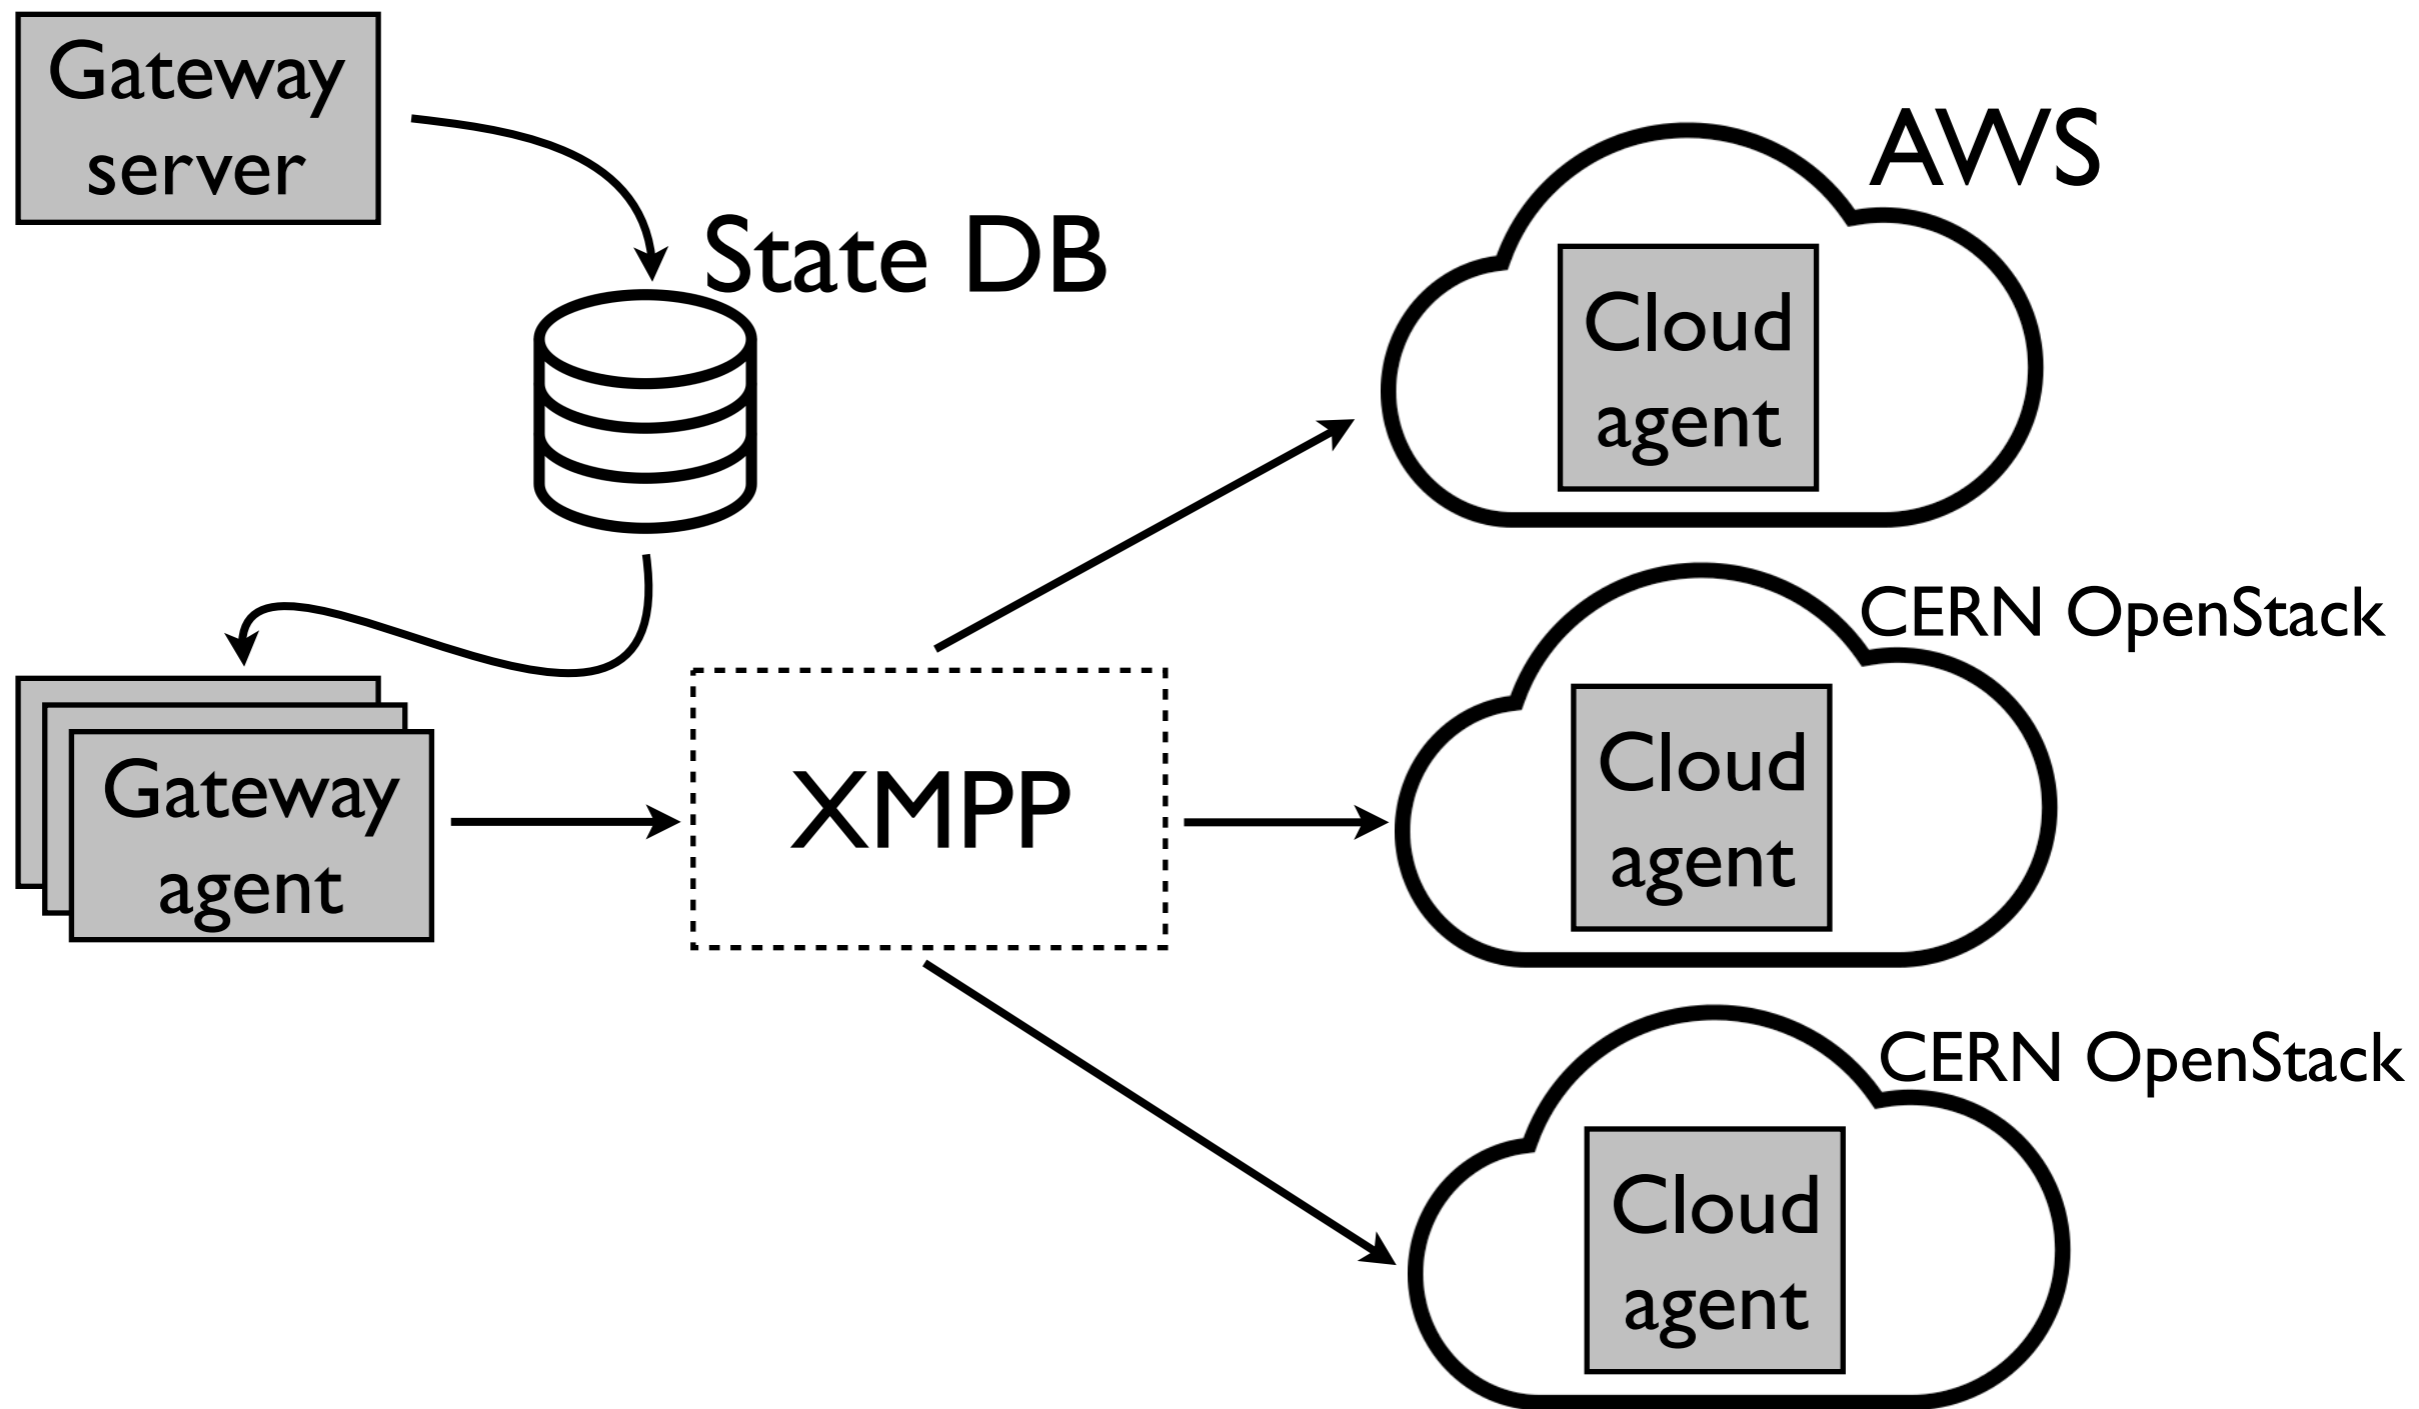 Gateway
server
State DB
AWS
Cloud
agent
CERN OpenStack
Cloud
agent
Gateway
agent
XMPP
CERN OpenStack
Cloud
agent